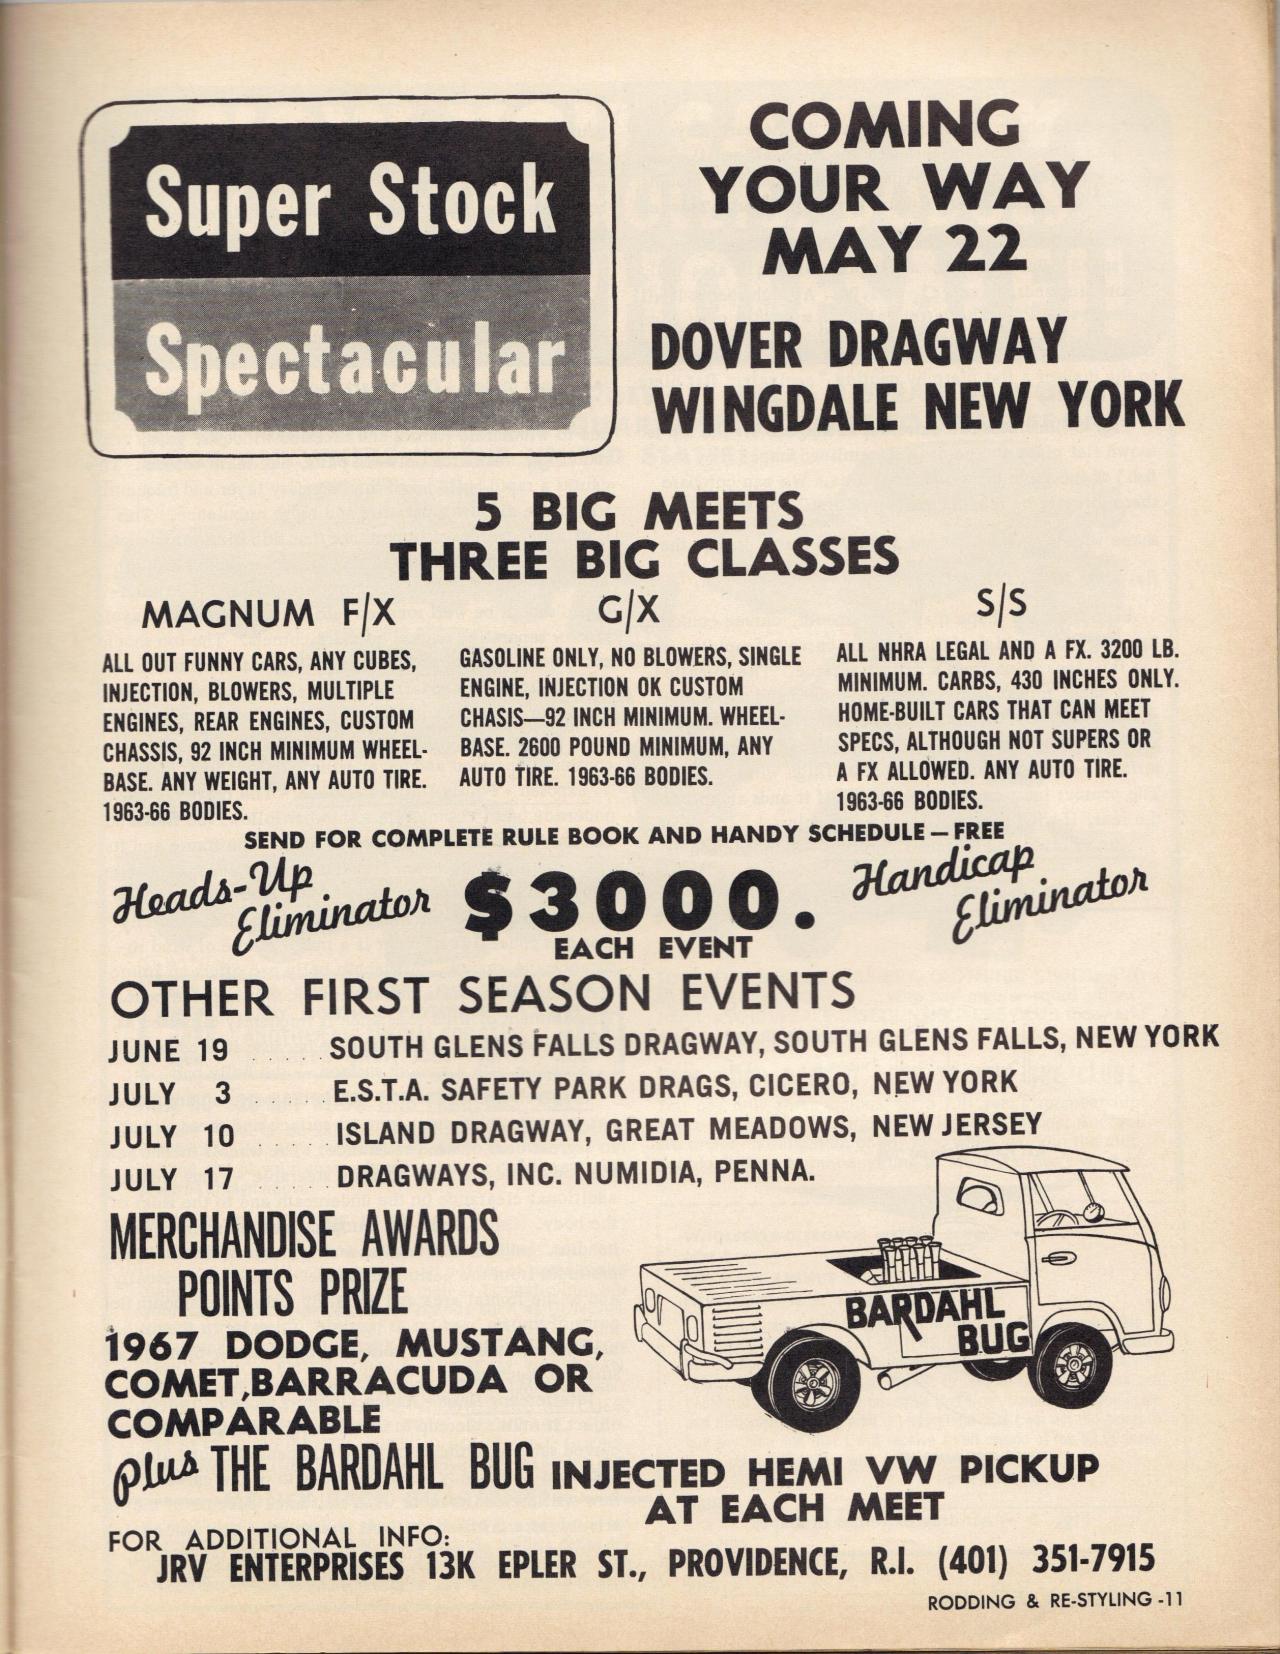 Super Stock
Spectacular
COMING
YOUR WAY
MAY 22
DOVER DRAGWAY
WINGDALE NEW YORK
5 BIG MEETS
THREE BIG CLASSES
MAGNUM F/X
ALL OUT FUNNY CARS, ANY CUBES,
INJECTION, BLOWERS, MULTIPLE
ENGINES, REAR ENGINES, CUSTOM
CHASSIS, 92 INCH MINIMUM WHEEL-
BASE. ANY WEIGHT, ANY AUTO TIRE.
1963-66 BODIES.
G/X
GASOLINE ONLY, NO BLOWERS, SINGLE
ENGINE, INJECTION OK CUSTOM
CHASIS—92 INCH MINIMUM. WHEEL-
BASE. 2600 POUND MINIMUM, ANY
AUTO TIRE. 1963-66 BODIES.
S/S
ALL NHRA LEGAL AND A FX. 3200 LB.
MINIMUM. CARBS, 430 INCHES ONLY.
HOME-BUILT CARS THAT CAN MEET
SPECS, ALTHOUGH NOT SUPERS OR
A FX ALLOWED. ANY AUTO TIRE.
1963-66 BODIES.
SEND FOR COMPLETE RULE BOOK AND HANDY SCHEDULE — FREE
Heads-Up
Eliminator
$3000.
EACH EVENT
Handicap
Eliminator
OTHER FIRST SEASON EVENTS
JUNE 19 ..... SOUTH GLENS FALLS DRAGWAY, SOUTH GLENS FALLS, NEW YORK
JULY 3 ..... E.S.T.A. SAFETY PARK DRAGS, CICERO, NEW YORK
JULY 10 ..... ISLAND DRAGWAY, GREAT MEADOWS, NEW JERSEY
JULY 17 ..... DRAGWAYS, INC. NUMIDIA, PENNA.
MERCHANDISE AWARDS
POINTS PRIZE
1967 DODGE, MUSTANG,
COMET, BARRACUDA OR
COMPARABLE
BARDAHL
BUG
plus THE BARDAHL BUG INJECTED HEMI VW PICKUP
AT EACH MEET
FOR ADDITIONAL INFO:
JRV ENTERPRISES 13K EPLER ST., PROVIDENCE, R.I. (401) 351-7915
RODDING & RE-STYLING -11